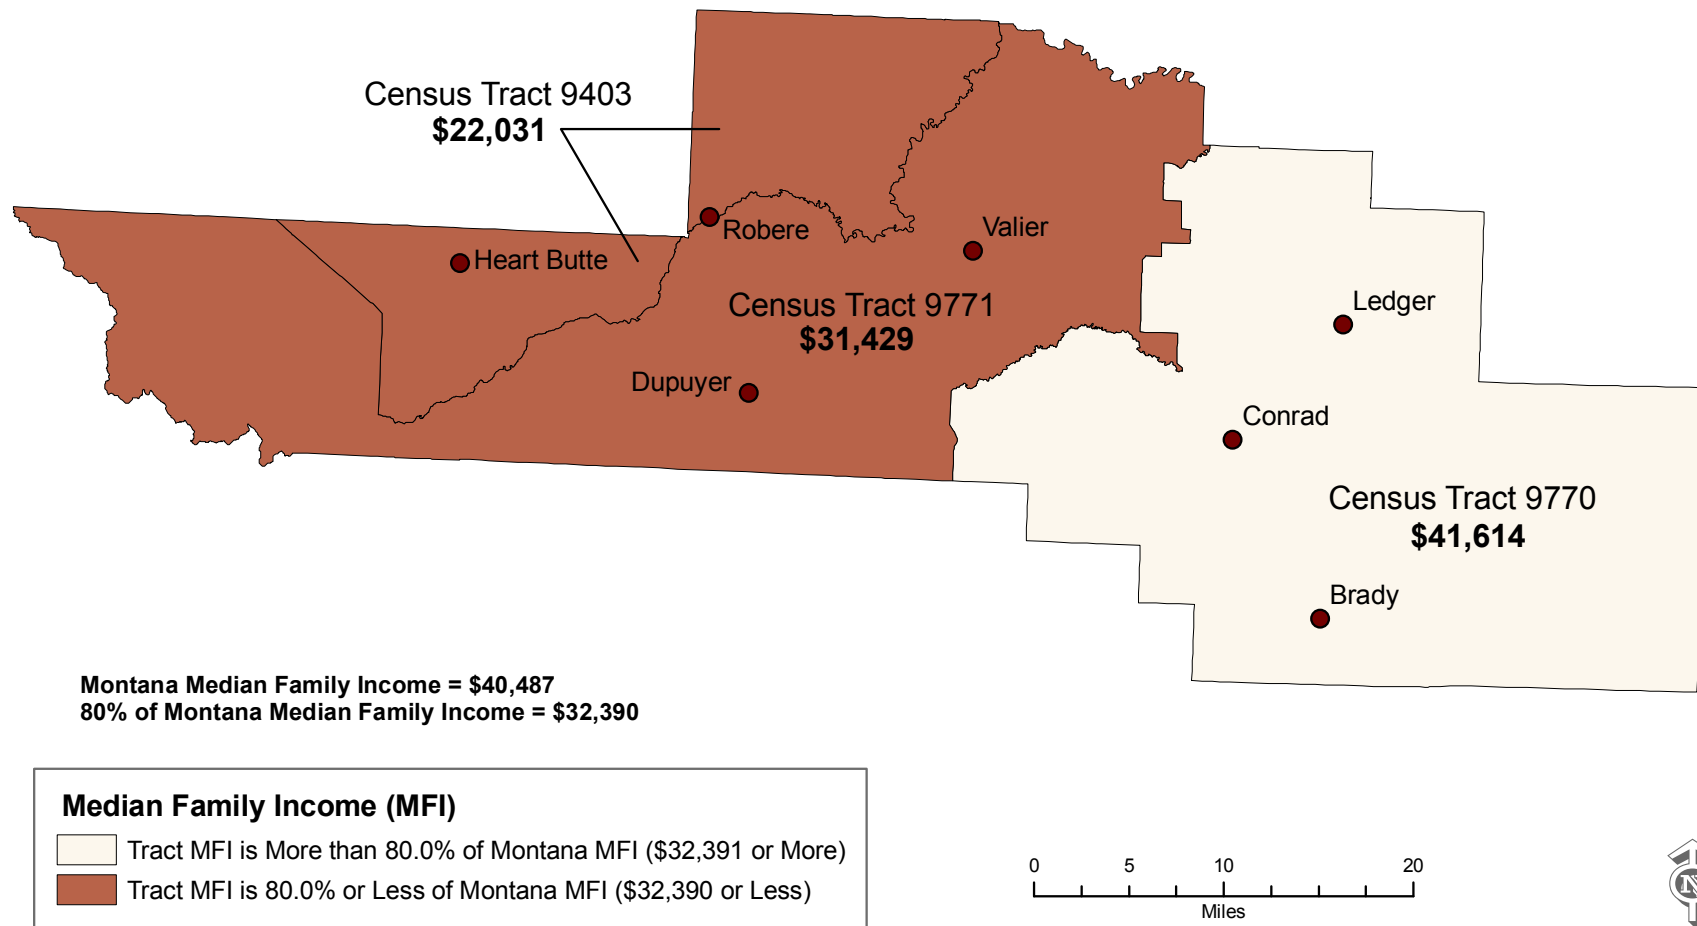 Census Tract 9403
$22,031
Robere
Valier
Heart Butte
Census Tract 9771
$31,429
Ledger
Dupuyer
Conrad
Census Tract 9770
$41,614
Brady
Montana Median Family Income = $40,487
80% of Montana Median Family Income = $32,390
Median Family Income (MFI)
Tract MFI is More than 80.0% of Montana MFI ($32,391 or More)
Tract MFI is 80.0% or Less of Montana MFI ($32,390 or Less)
0 5 10 20
Miles
N